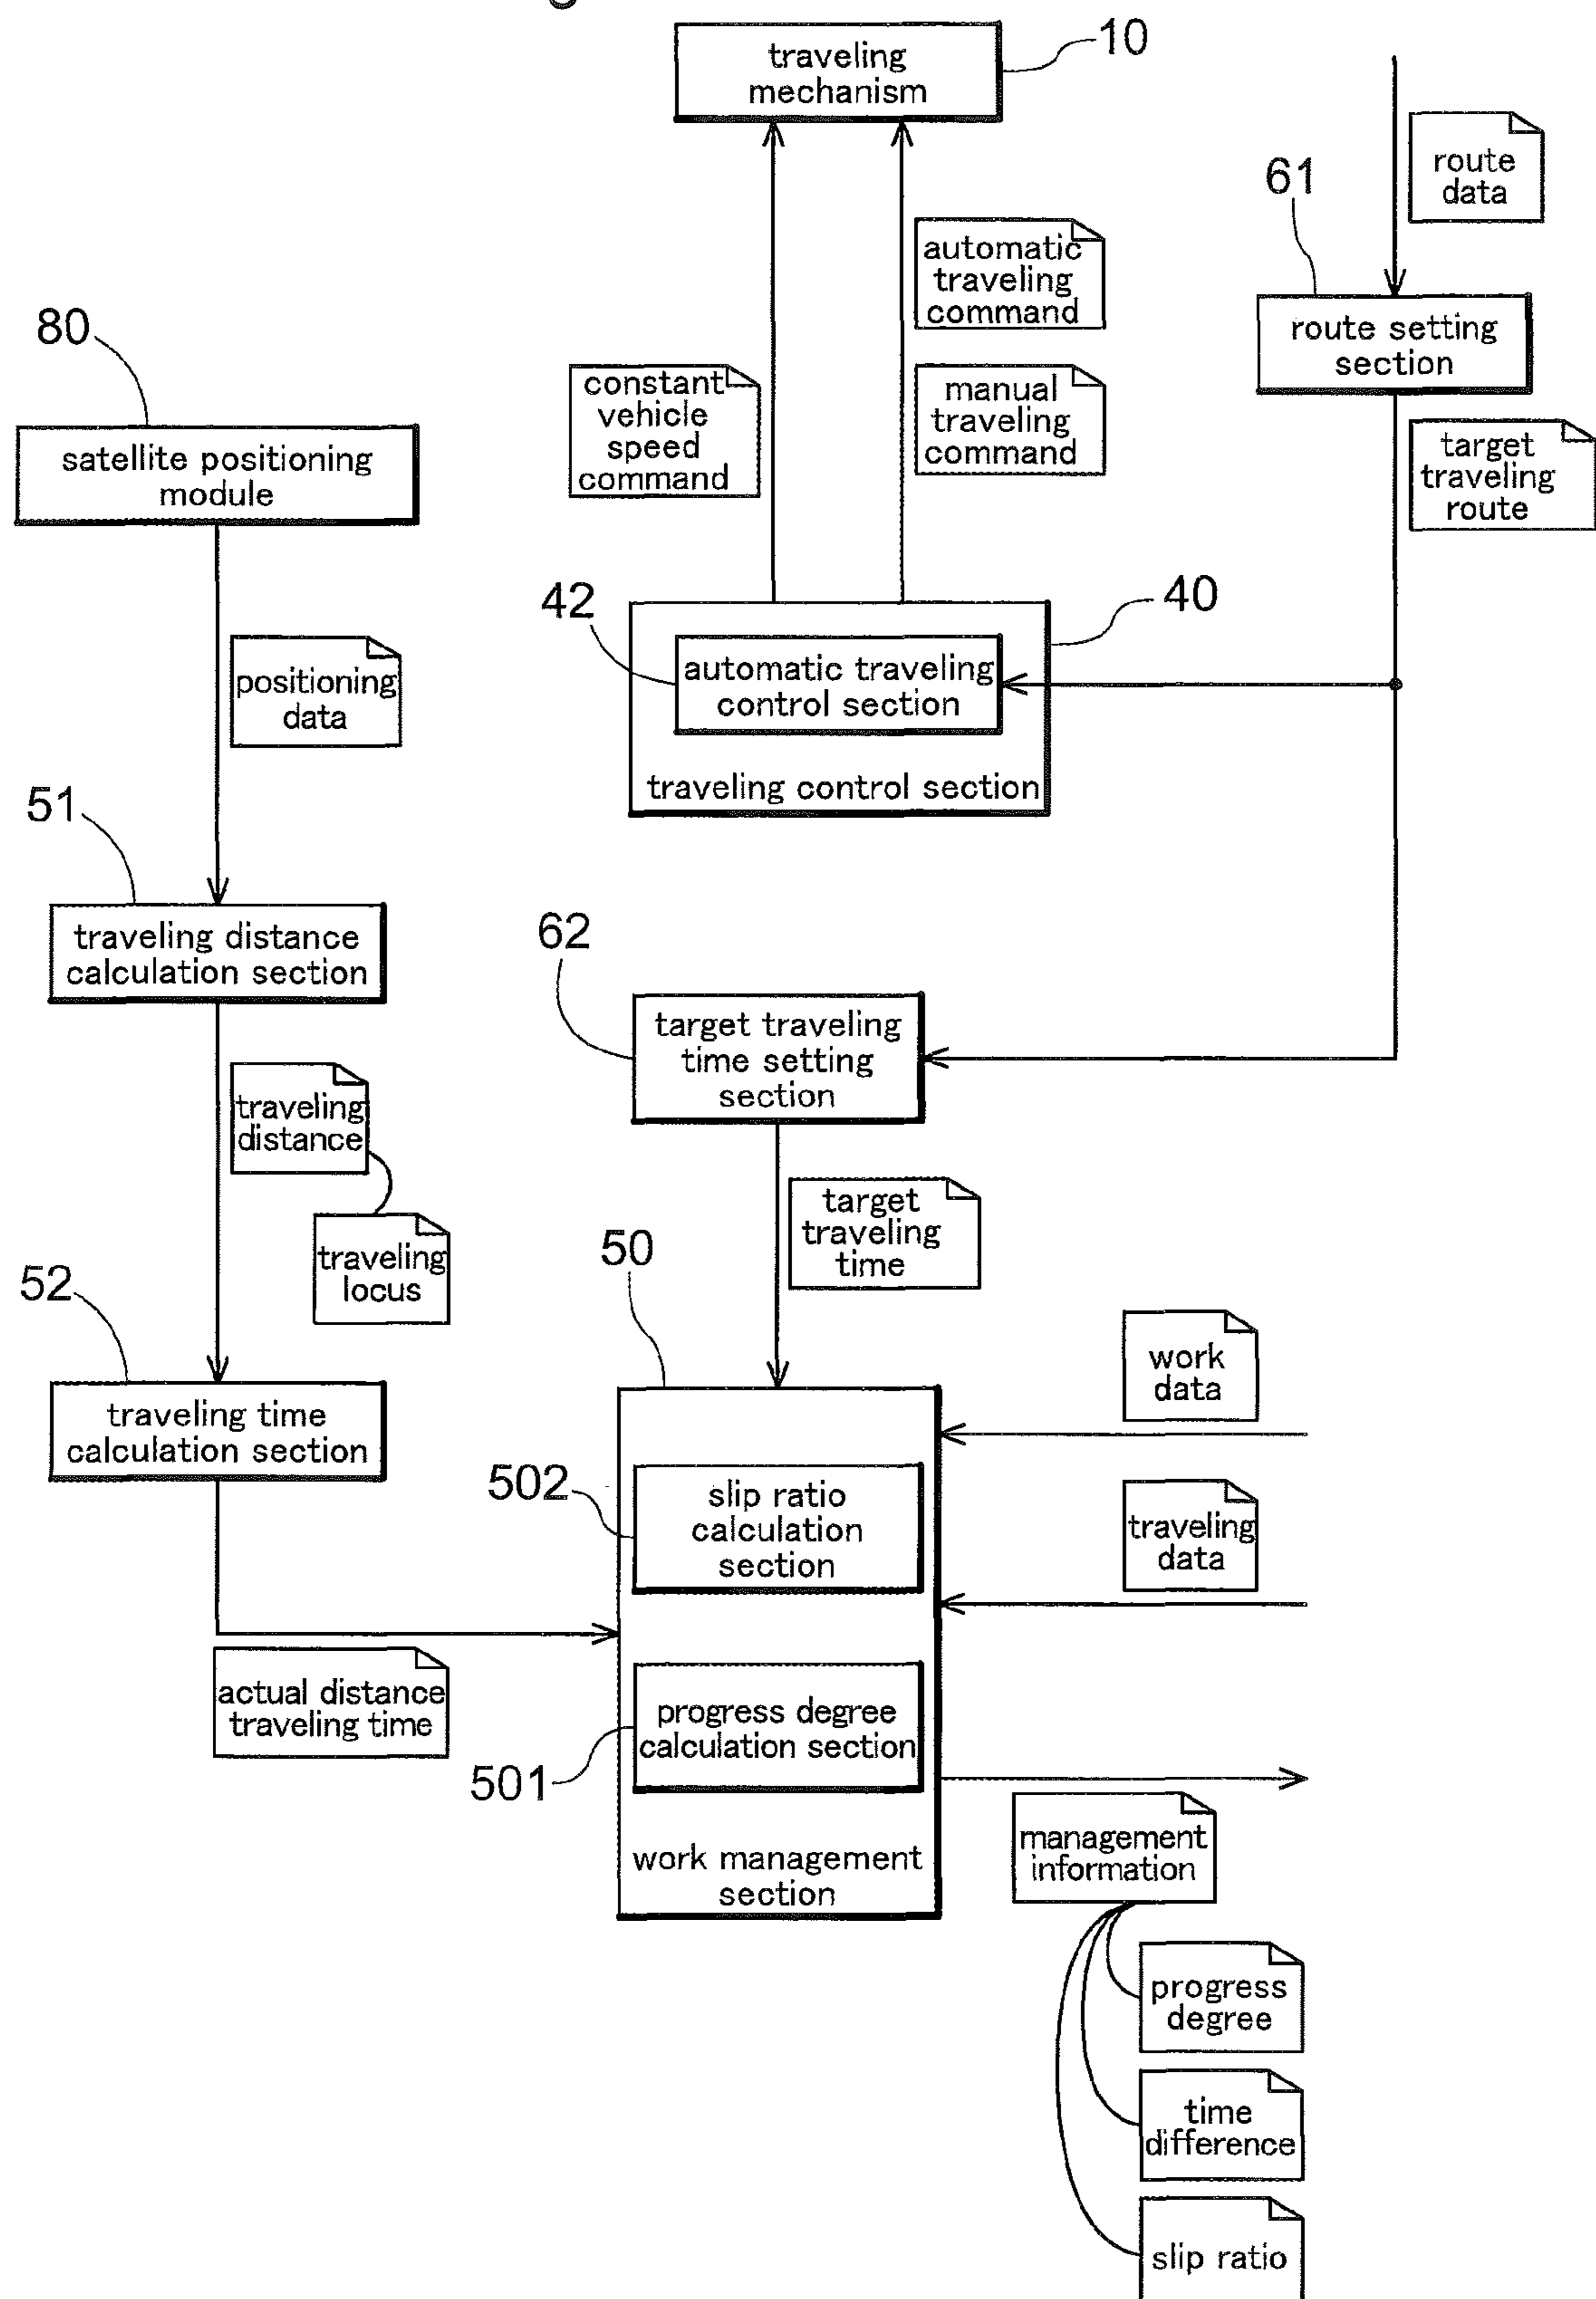 traveling
mechanism
10
route
data
61
automatic
traveling
command
route setting
section
80
constant
vehicle
speed
command
manual
traveling
command
target
traveling
route
satellite positioning
module
42
40
automatic traveling
control section
traveling control section
positioning
data
51
traveling distance
calculation section
62
target traveling
time setting
section
traveling
distance
traveling
locus
target
traveling
time
50
52
traveling time
calculation section
work
data
502
slip ratio
calculation
section
traveling
data
actual distance
traveling time
progress degree
calculation section
501
work management
section
management
information
progress
degree
time
difference
slip ratio